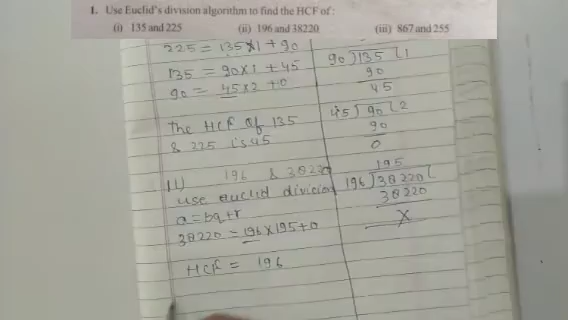 1. Use Euclid's division algorithm to find the HCF of :
(i) 135 and 225 (ii) 196 and 38220 (iii) 867 and 255
225 = 135×1 + 90
135 = 90×1 + 45
90 = 45×2 + 0
The HCF of 135
& 225 is 45
90)135(1
90
45
45)90(2
90
0
11) 196 & 38220
use euclid division
a=bq+r
38220 = 196×195+0
HCF = 196
195
196)38220(
38220
X